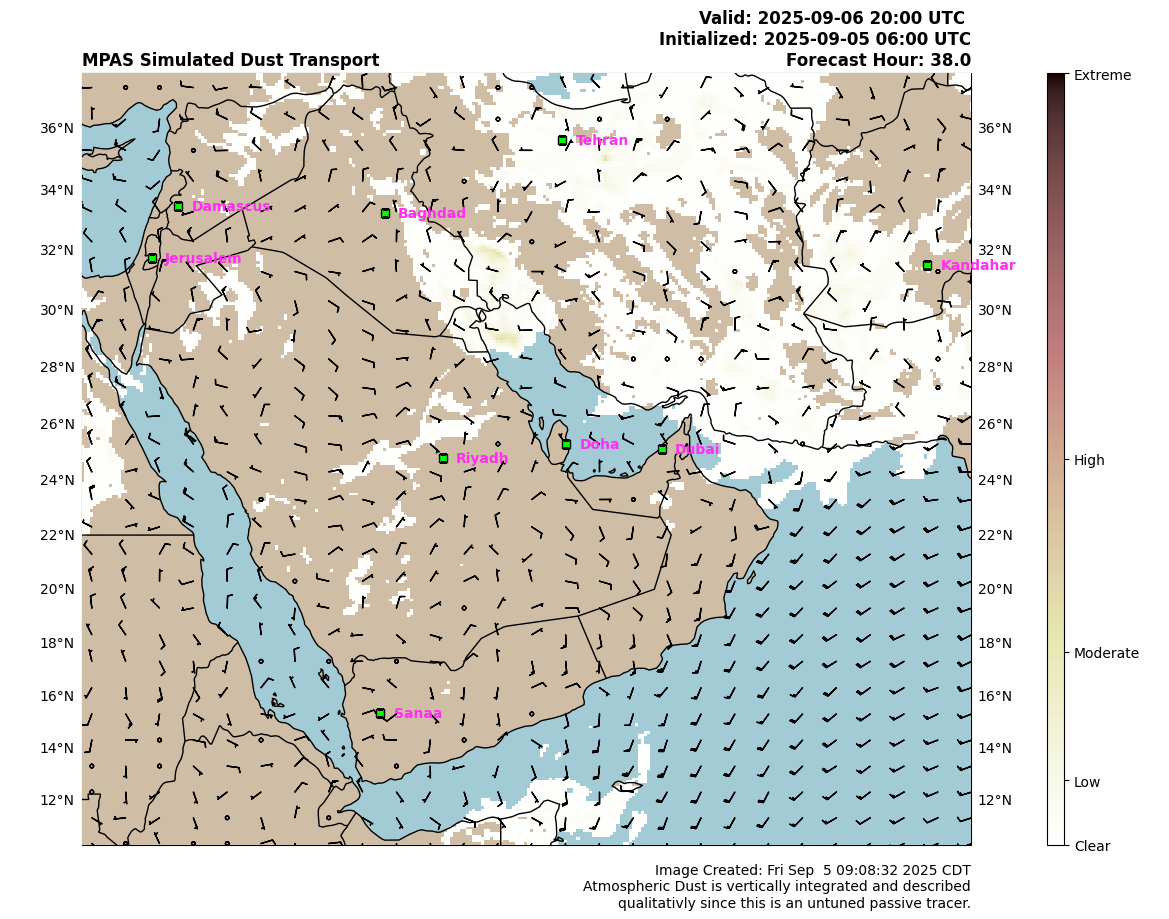 Valid: 2025-09-06 20:00 UTC
Initialized: 2025-09-05 06:00 UTC
MPAS Simulated Dust Transport
Forecast Hour: 38.0
Extreme
36°N
Tehran
36°N
34°N
34°N
Damascus
Baghdad
32°N
32°N
Jerusalem
Kandahar
30°N
30°N
28°N
28°N
26°N
26°N
Doha
Dubai
Riyadh
High
24°N
24°N
22°N
22°N
20°N
20°N
18°N
18°N
Moderate
16°N
16°N
Sanaa
14°N
14°N
Low
12°N
12°N
Clear
Image Created: Fri Sep  5 09:08:32 2025 CDT
Atmospheric Dust is vertically integrated and described
qualitativly since this is an untuned passive tracer.